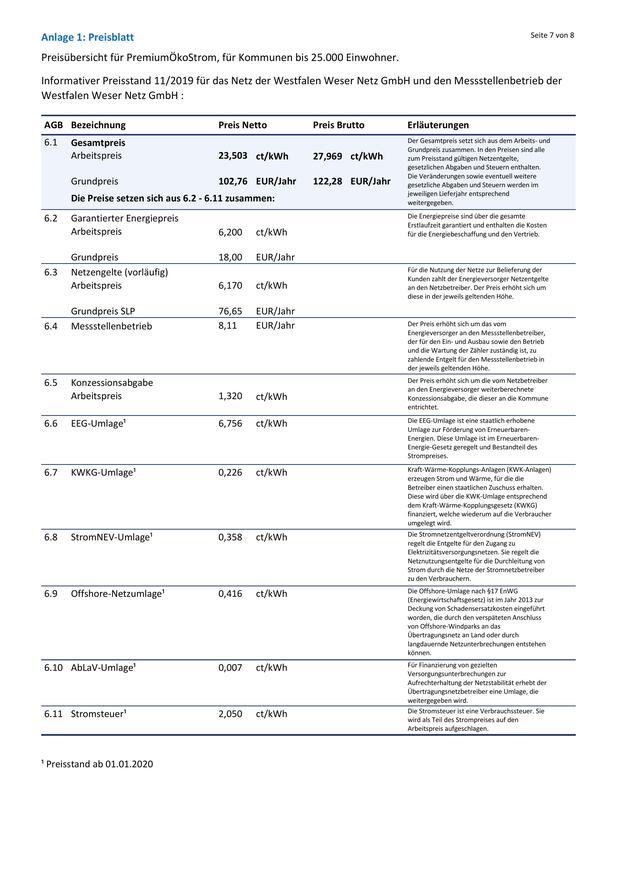 Anlage 1: Preisblatt
Seite 7 von 8
Preisübersicht für PremiumÖkoStrom, für Kommunen bis 25.000 Einwohner.
Informativer Preisstand 11/2019 für das Netz der Westfalen Weser Netz GmbH und den Messstellenbetrieb der
Westfalen Weser Netz GmbH :
AGB Bezeichnung Preis Netto Preis Brutto Erläuterungen
6.1 Gesamtpreis
Arbeitspreis 23,503 ct/kWh 27,969 ct/kWh
Grundpreis 102,76 EUR/Jahr 122,28 EUR/Jahr
Die Preise setzen sich aus 6.2 - 6.11 zusammen:
Der Gesamtpreis setzt sich aus dem Arbeits- und
Grundpreis zusammen. In den Preisen sind alle
zum Preisstand gültigen Netzentgelte,
gesetzlichen Abgaben und Steuern enthalten.
Die Veränderungen sowie eventuell weitere
gesetzliche Abgaben und Steuern werden im
jeweiligen Lieferjahr entsprechend
weitergegeben.
6.2 Garantierter Energiepreis
Arbeitspreis 6,200 ct/kWh
Grundpreis 18,00 EUR/Jahr
Die Energiepreise sind über die gesamte
Erstlaufzeit garantiert und enthalten die Kosten
für die Energiebeschaffung und den Vertrieb.
6.3 Netzengelte (vorläufig)
Arbeitspreis 6,170 ct/kWh
Grundpreis SLP 76,65 EUR/Jahr
Für die Nutzung der Netze zur Belieferung der
Kunden zahlt der Energieversorger Netzentgelte
an den Netzbetreiber. Der Preis erhöht sich um
diese in der jeweils geltenden Höhe.
6.4 Messstellenbetrieb 8,11 EUR/Jahr
Der Preis erhöht sich um das vom
Energieversorger an den Messstellenbetreiber,
der für den Ein- und Ausbau sowie den Betrieb
und die Wartung der Zähler zuständig ist, zu
zahlende Entgelt für den Messstellenbetrieb in
der jeweils geltenden Höhe.
6.5 Konzessionsabgabe
Arbeitspreis 1,320 ct/kWh
Der Preis erhöht sich um die vom Netzbetreiber
an den Energieversorger weiterberechnete
Konzessionsabgabe, die dieser an die Kommune
entrichtet.
6.6 EEG-Umlage¹ 6,756 ct/kWh
Die EEG-Umlage ist eine staatlich erhobene
Umlage zur Förderung von Erneuerbaren-
Energien. Diese Umlage ist im Erneuerbaren-
Energie-Gesetz geregelt und Bestandteil des
Strompreises.
6.7 KWKG-Umlage¹ 0,226 ct/kWh
Kraft-Wärme-Kopplungs-Anlagen (KWK-Anlagen)
erzeugen Strom und Wärme, für die die
Betreiber einen staatlichen Zuschuss erhalten.
Diese wird über die KWK-Umlage entsprechend
dem Kraft-Wärme-Kopplungsgesetz (KWKG)
finanziert, welche wiederum auf die Verbraucher
umgelegt wird.
6.8 StromNEV-Umlage¹ 0,358 ct/kWh
Die Stromnetzentgeltverordnung (StromNEV)
regelt die Entgelte für den Zugang zu
Elektrizitätsversorgungsnetzen. Sie regelt die
Netznutzungsentgelte für die Durchleitung von
Strom durch die Netze der Stromnetzbetreiber
zu den Verbrauchern.
6.9 Offshore-Netzumlage¹ 0,416 ct/kWh
Die Offshore-Umlage nach §17 EnWG
(Energiewirtschaftsgesetz) ist im Jahr 2013 zur
Deckung von Schadensersatzkosten eingeführt
worden, die durch den verspäteten Anschluss
von Offshore-Windparks an das
Übertragungsnetz an Land oder durch
langdauernde Netzunterbrechungen entstehen
können.
6.10 AbLaV-Umlage¹ 0,007 ct/kWh
Für Finanzierung von gezielten
Versorgungsunterbrechungen zur
Aufrechterhaltung der Netzstabilität erhebt der
Übertragungsnetzbetreiber eine Umlage, die
weitergegeben wird.
6.11 Stromsteuer¹ 2,050 ct/kWh
Die Stromsteuer ist eine Verbrauchssteuer. Sie
wird als Teil des Strompreises auf den
Arbeitspreis aufgeschlagen.
¹ Preisstand ab 01.01.2020